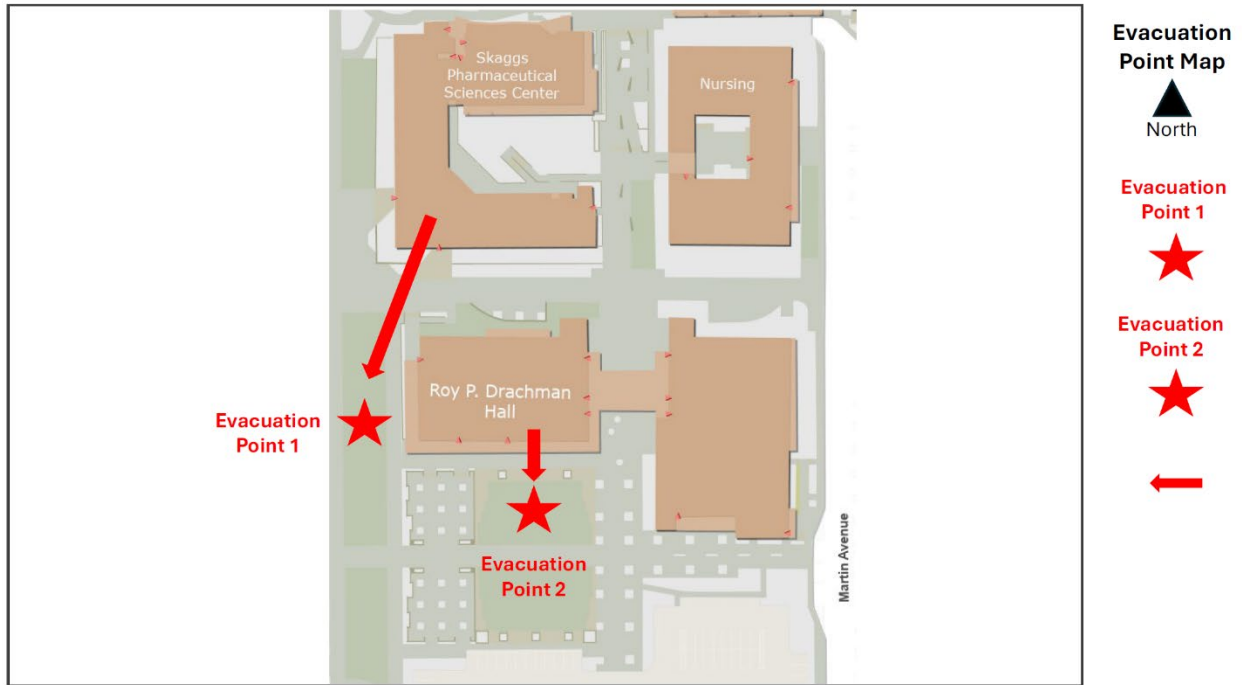 Skaggs
Pharmaceutical
Sciences Center
Nursing
Roy P. Drachman
Hall
Evacuation
Point 1
Evacuation
Point 2
Martin Avenue
Evacuation
Point Map
North
Evacuation
Point 1
Evacuation
Point 2